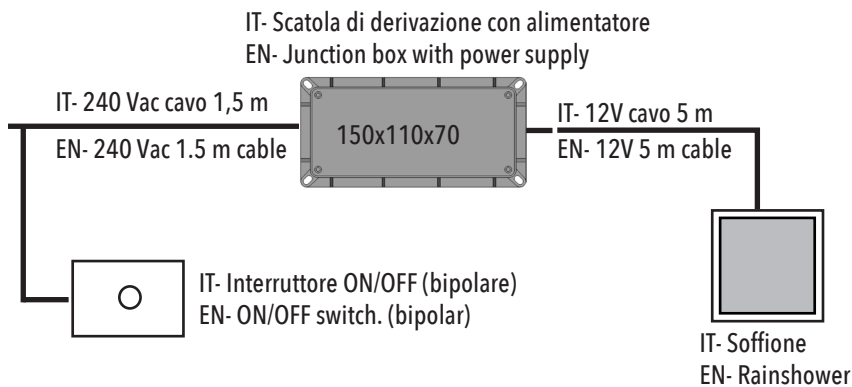 IT- Scatola di derivazione con alimentatore
EN- Junction box with power supply
IT- 240 Vac cavo 1,5 m
EN- 240 Vac 1.5 m cable
150x110x70
IT- 12V cavo 5 m
EN- 12V 5 m cable
IT- Interruttore ON/OFF (bipolare)
EN- ON/OFF switch. (bipolar)
IT- Soffione
EN- Rainshower